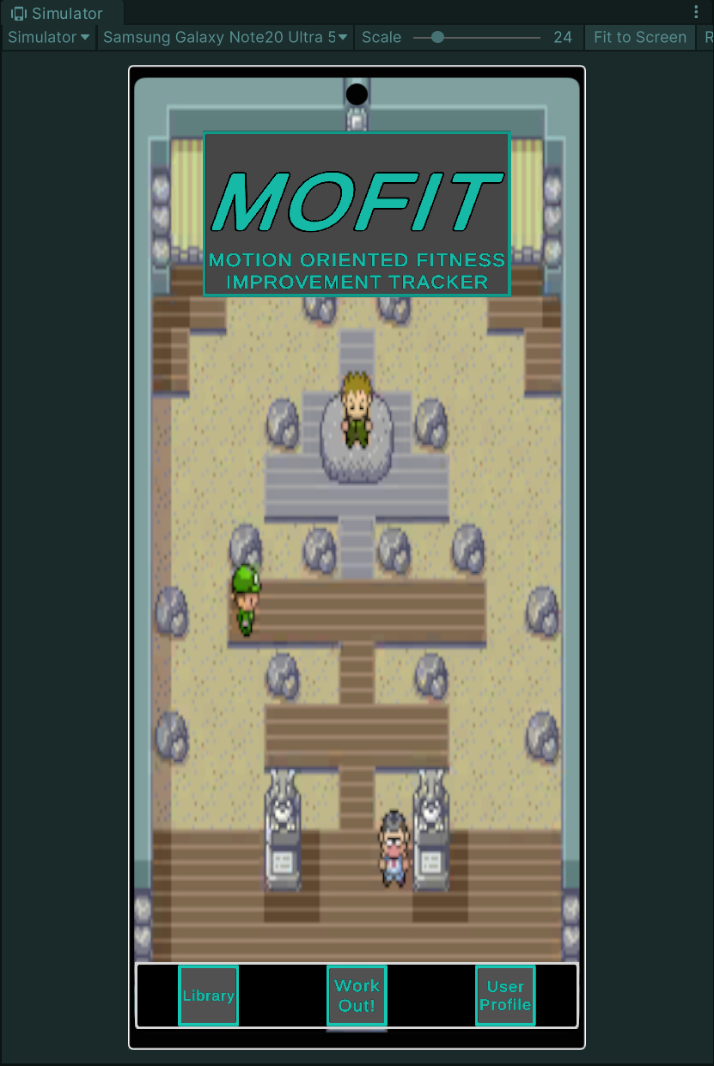 Simulator
Simulator Samsung Galaxy Note20 Ultra 5 Scale 24 Fit to Screen R
MOFIT
MOTION ORIENTED FITNESS
IMPROVEMENT TRACKER
Library
Work
Out!
User
Profile